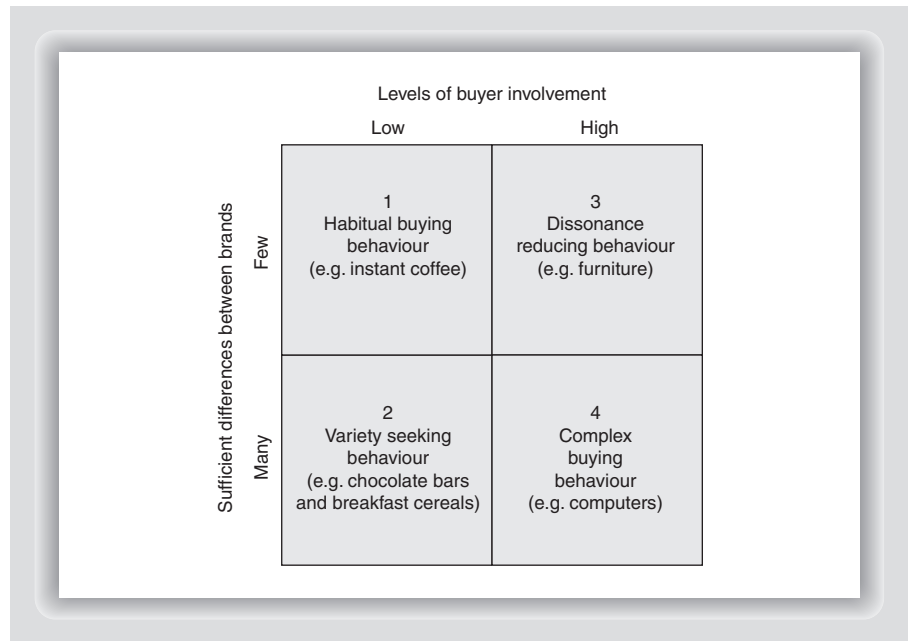 Levels of buyer involvement
Low
High
Sufficient differences between brands
Few
1
Habitual buying
behaviour
(e.g. instant coffee)
3
Dissonance
reducing behaviour
(e.g. furniture)
Many
2
Variety seeking
behaviour
(e.g. chocolate bars
and breakfast cereals)
4
Complex
buying
behaviour
(e.g. computers)